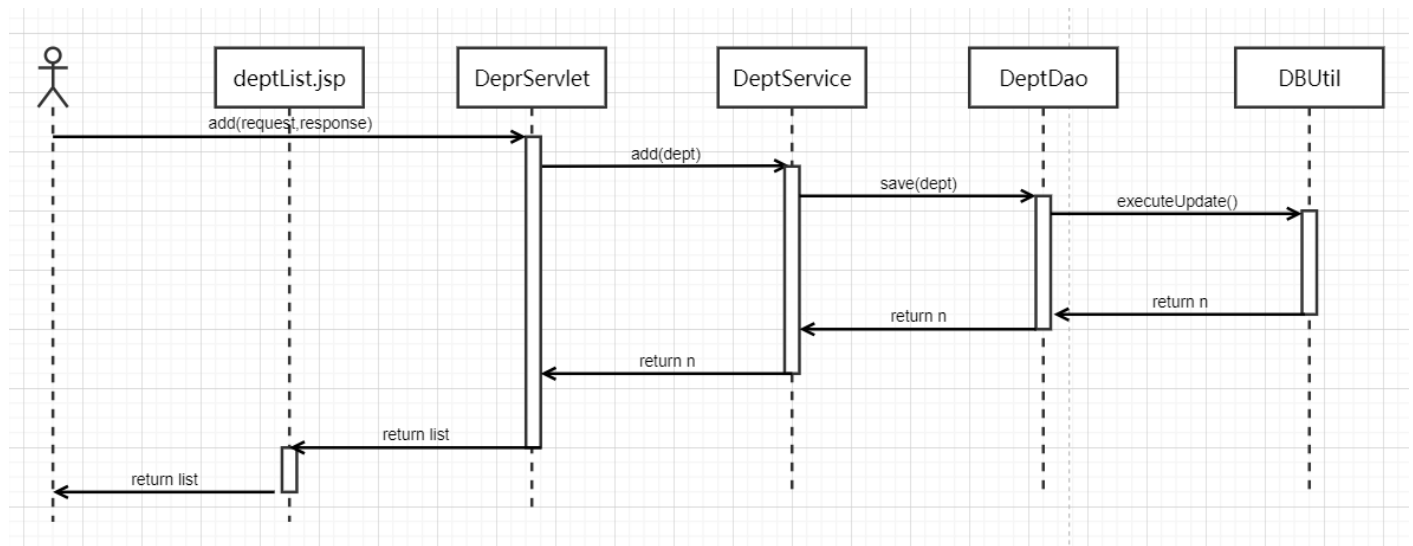 deptList.jsp
DeprServlet
DeptService
DeptDao
DBUtil
add(request,response)
add(dept)
save(dept)
executeUpdate()
return n
return n
return n
return list
return list